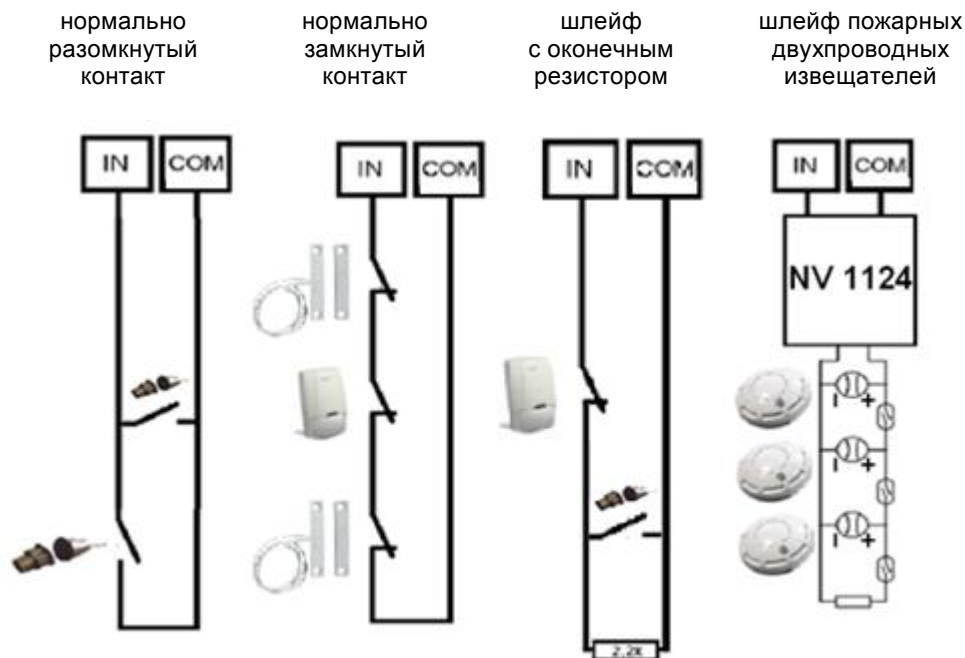 нормально
разомкнутый
контакт
нормально
замкнутый
контакт
шлейф
с оконечным
резистором
шлейф пожарных
двухпроводных
извещателей
IN COM
IN COM
IN COM
IN COM
NV 1124
- +
- +
- +
2.2к